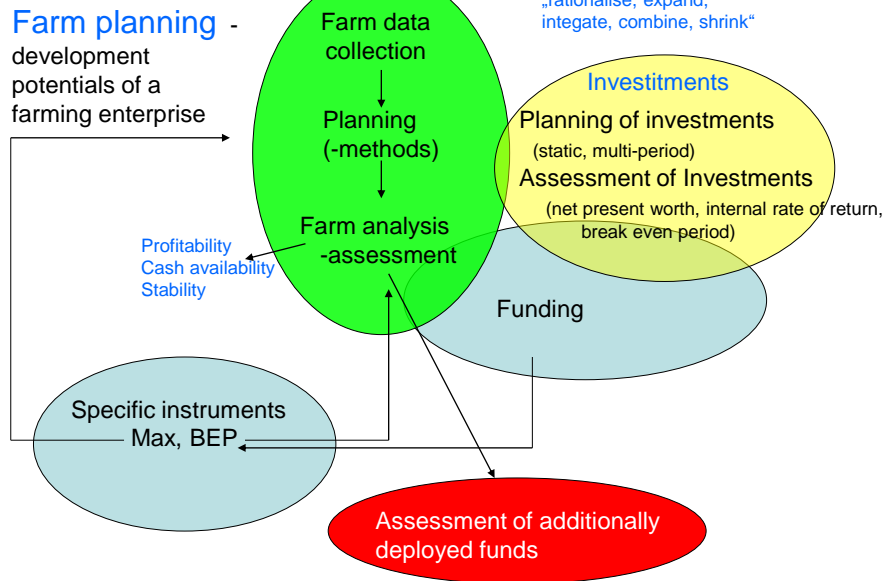 Farm planning -
development
potentials of a
farming enterprise
Farm data
collection
„rationalise, expand,
integate, combine, shrink“
Planning
(-methods)
Investitments
Planning of investments
(static, multi-period)
Assessment of Investments
(net present worth, internal rate of return,
break even period)
Farm analysis
-assessment
Profitability
Cash availability
Stability
Funding
Specific instruments
Max, BEP
Assessment of additionally
deployed funds